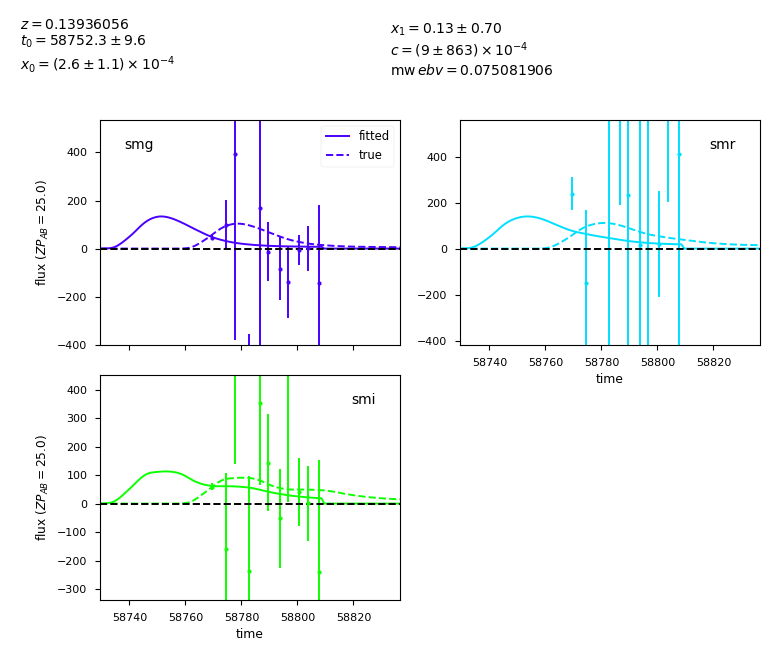 z = 0.13936056
t₀ = 58752.3 ± 9.6
x₀ = (2.6 ± 1.1) × 10⁻⁴
x₁ = 0.13 ± 0.70
c = (9 ± 863) × 10⁻⁴
mw ebv = 0.075081906
smg
fitted
true
flux (ZP_AB = 25.0)
400
200
0
−200
−400
smr
400
200
0
−200
−400
58740 58760 58780 58800 58820
time
smi
flux (ZP_AB = 25.0)
400
300
200
100
0
−100
−200
−300
58740 58760 58780 58800 58820
time